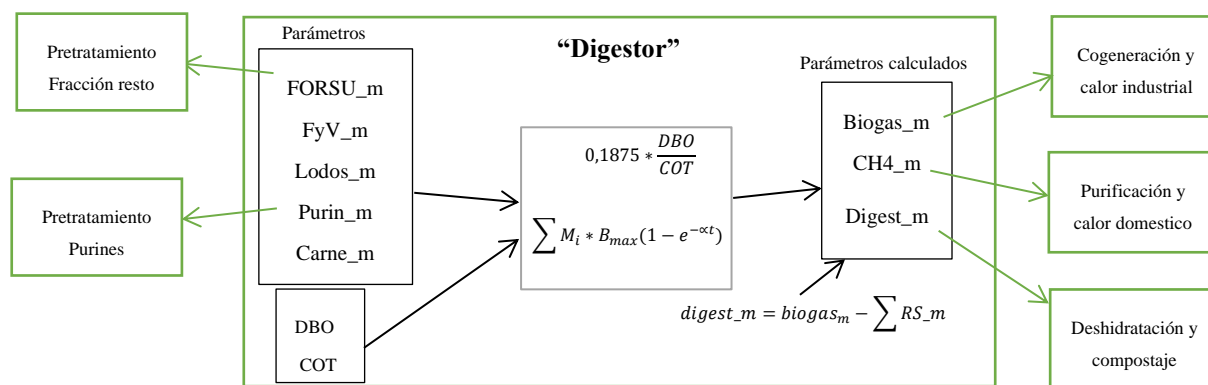 Pretratamiento
Fracción resto
Pretratamiento
Purines
Parámetros
FORSU_m
FyV_m
Lodos_m
Purin_m
Carne_m
DBO
COT
“Digestor”
0,1875 * DBO/COT
∑ M_i * B_max(1 − e^−∝t)
Parámetros calculados
Biogas_m
CH4_m
Digest_m
digest_m = biogas_m − ∑ RS_m
Cogeneración y
calor industrial
Purificación y
calor domestico
Deshidratación y
compostaje